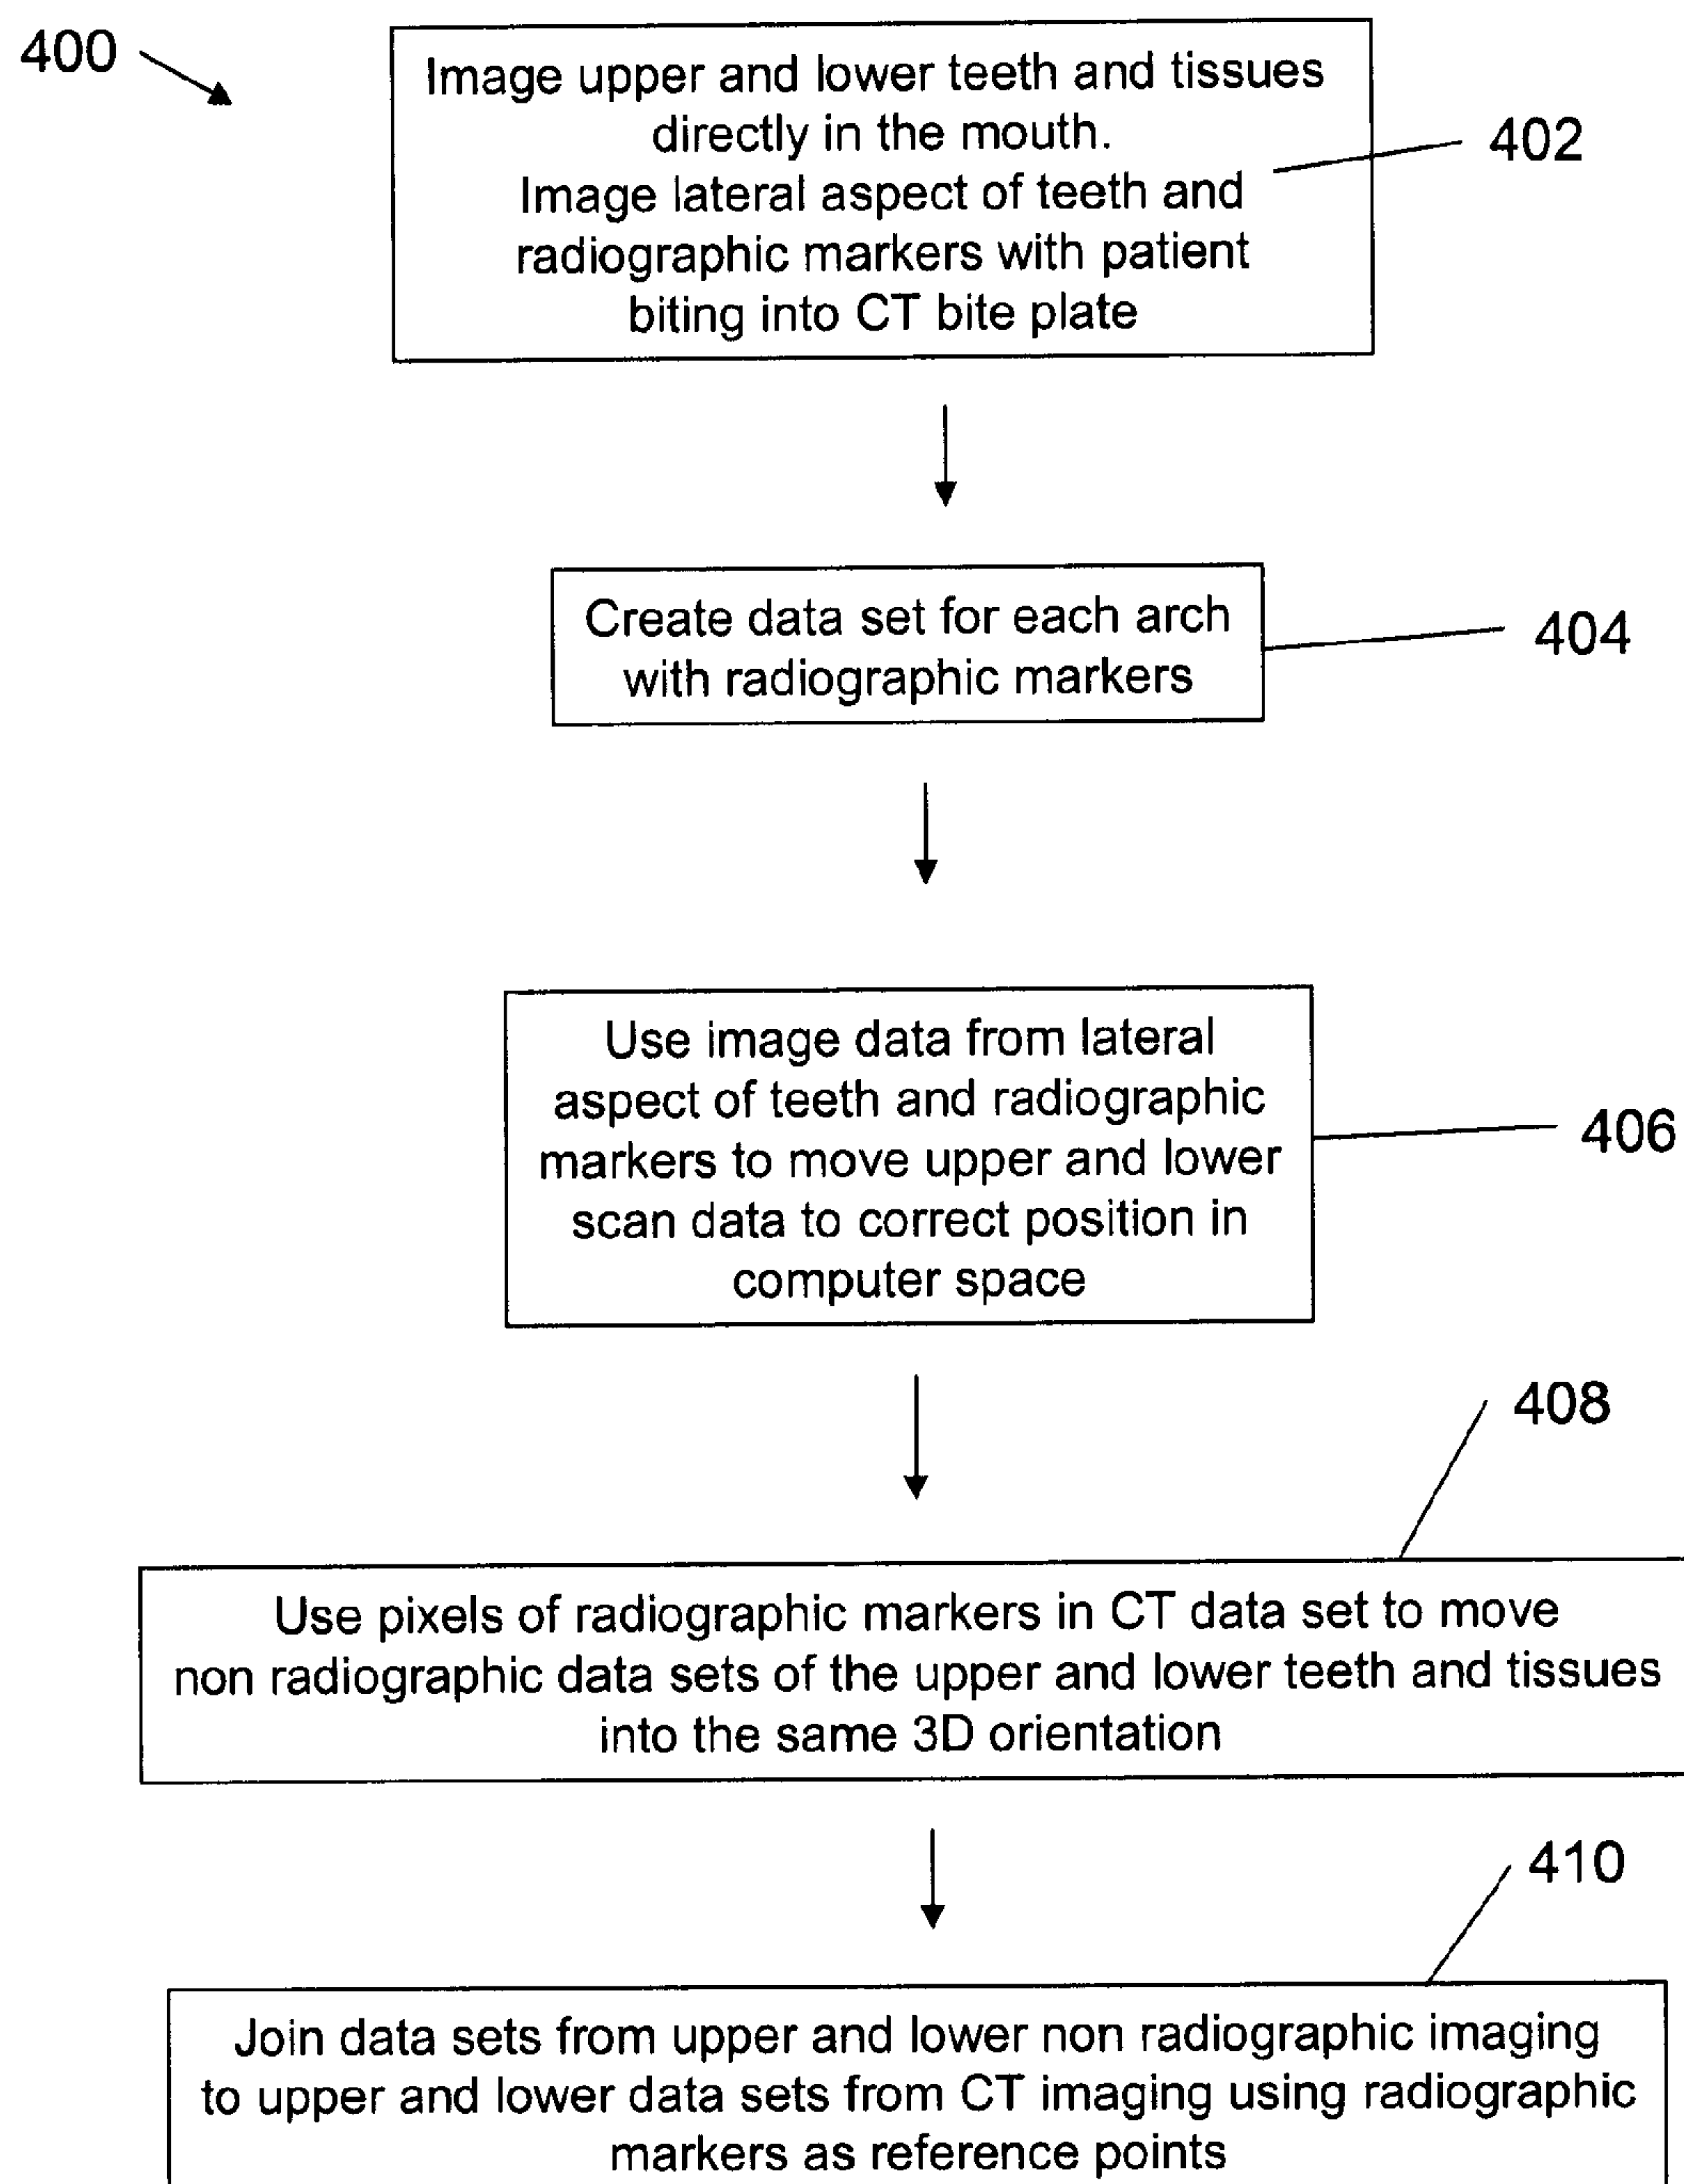 400
Image upper and lower teeth and tissues
directly in the mouth.
Image lateral aspect of teeth and
radiographic markers with patient
biting into CT bite plate
402
Create data set for each arch
with radiographic markers
404
Use image data from lateral
aspect of teeth and radiographic
markers to move upper and lower
scan data to correct position in
computer space
406
408
Use pixels of radiographic markers in CT data set to move
non radiographic data sets of the upper and lower teeth and tissues
into the same 3D orientation
410
Join data sets from upper and lower non radiographic imaging
to upper and lower data sets from CT imaging using radiographic
markers as reference points